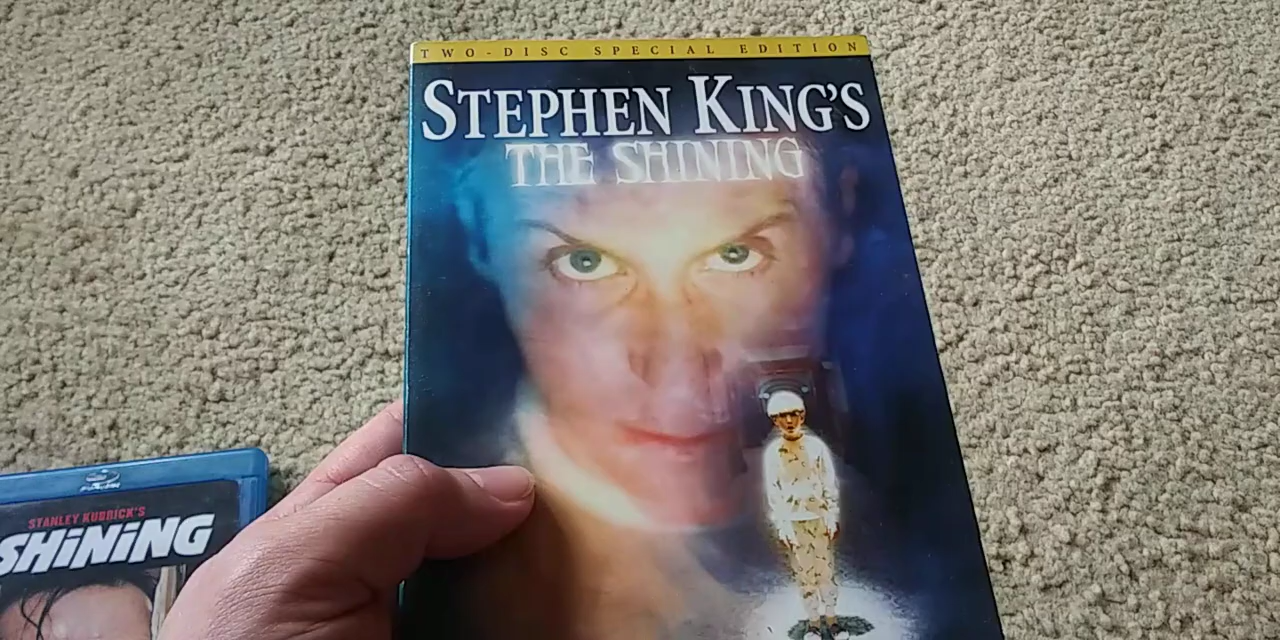 TWO-DISC SPECIAL EDITION
STEPHEN KING'S
THE SHINING
STANLEY KUBRICK'S
SHiNiNG